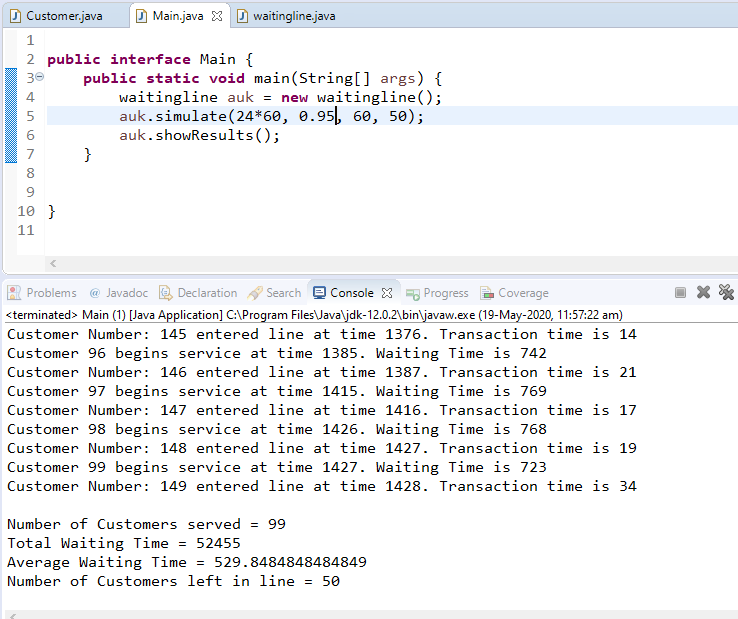 Customer.java Main.java waitingline.java
1
2 public interface Main {
3 public static void main(String[] args) {
4 waitingline auk = new waitingline();
5 auk.simulate(24*60, 0.95, 60, 50);
6 auk.showResults();
7 }
8
9
10 }
11
Problems @ Javadoc Declaration Search Console Progress Coverage
<terminated> Main (1) [Java Application] C:\Program Files\Java\jdk-12.0.2\bin\javaw.exe (19-May-2020, 11:57:22 am)
Customer Number: 145 entered line at time 1376. Transaction time is 14
Customer 96 begins service at time 1385. Waiting Time is 742
Customer Number: 146 entered line at time 1387. Transaction time is 21
Customer 97 begins service at time 1415. Waiting Time is 769
Customer Number: 147 entered line at time 1416. Transaction time is 17
Customer 98 begins service at time 1426. Waiting Time is 768
Customer Number: 148 entered line at time 1427. Transaction time is 19
Customer 99 begins service at time 1427. Waiting Time is 723
Customer Number: 149 entered line at time 1428. Transaction time is 34
Number of Customers served = 99
Total Waiting Time = 52455
Average Waiting Time = 529.8484848484849
Number of Customers left in line = 50